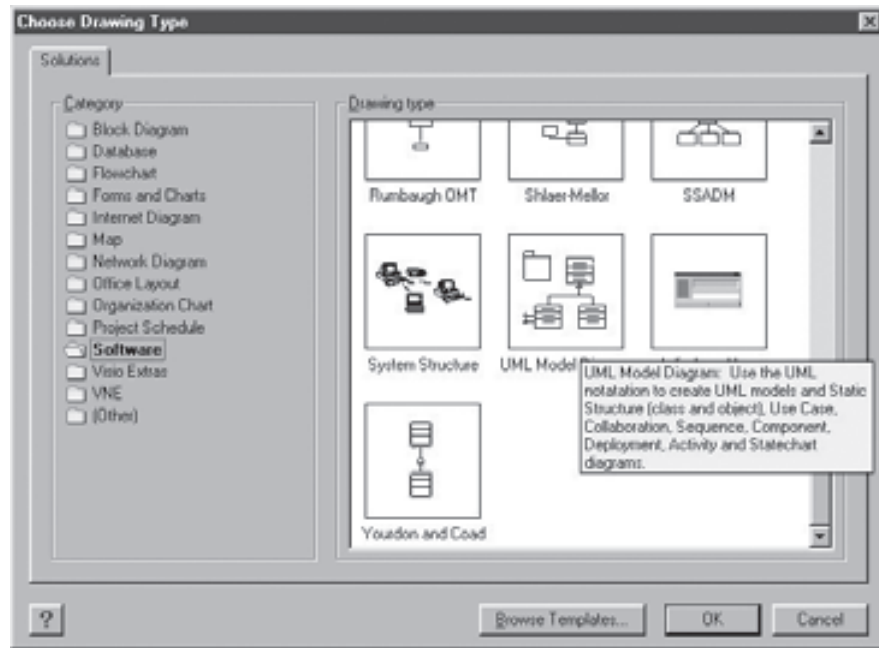 Choose Drawing Type
Solutions
Category
Block Diagram
Database
Flowchart
Forms and Charts
Internet Diagram
Map
Network Diagram
Office Layout
Organization Chart
Project Schedule
Software
Visio Extras
VNE
(Other)
Drawing type
Rumbaugh OMT
Shlaer-Mellor
SSADM
System Structure
UML Model
UML Model Diagram: Use the UML
notatation to create UML models and Static
Structure (class and object), Use Case,
Collaboration, Sequence, Component,
Deployment, Activity and Statechart
diagrams.
Yourdon and Coad
?
Browse Templates...
OK
Cancel